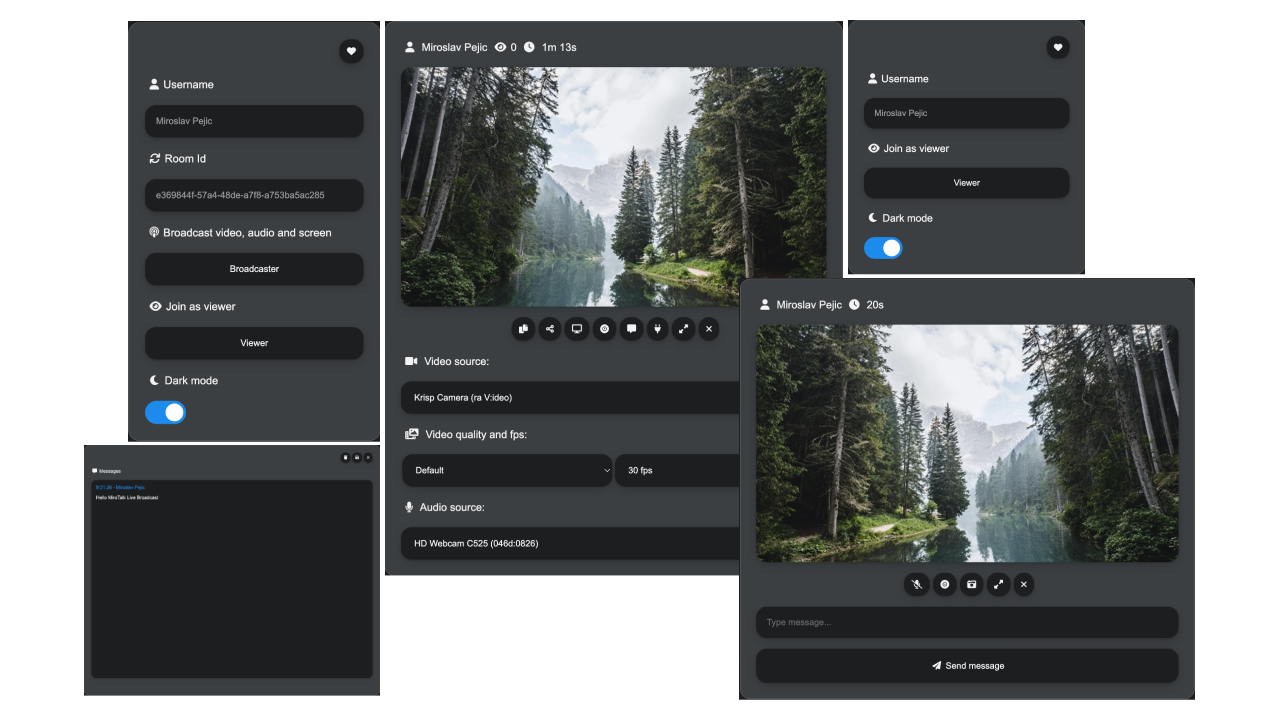 Username
Miroslav Pejic
Room Id
e369844f-57a4-48de-a7f8-a753ba5ac285
Broadcast video, audio and screen
Broadcaster
Join as viewer
Viewer
Dark mode
Miroslav Pejic 0 1m 13s
Video source:
Krisp Camera (ra V:ideo)
Video quality and fps:
Default 30 fps
Audio source:
HD Webcam C525 (046d:0826)
Username
Miroslav Pejic
Join as viewer
Viewer
Dark mode
Messages
9:21:26 - Miroslav Pejic
Hello MiroTalk Live Broadcast
Miroslav Pejic 20s
Type message...
Send message